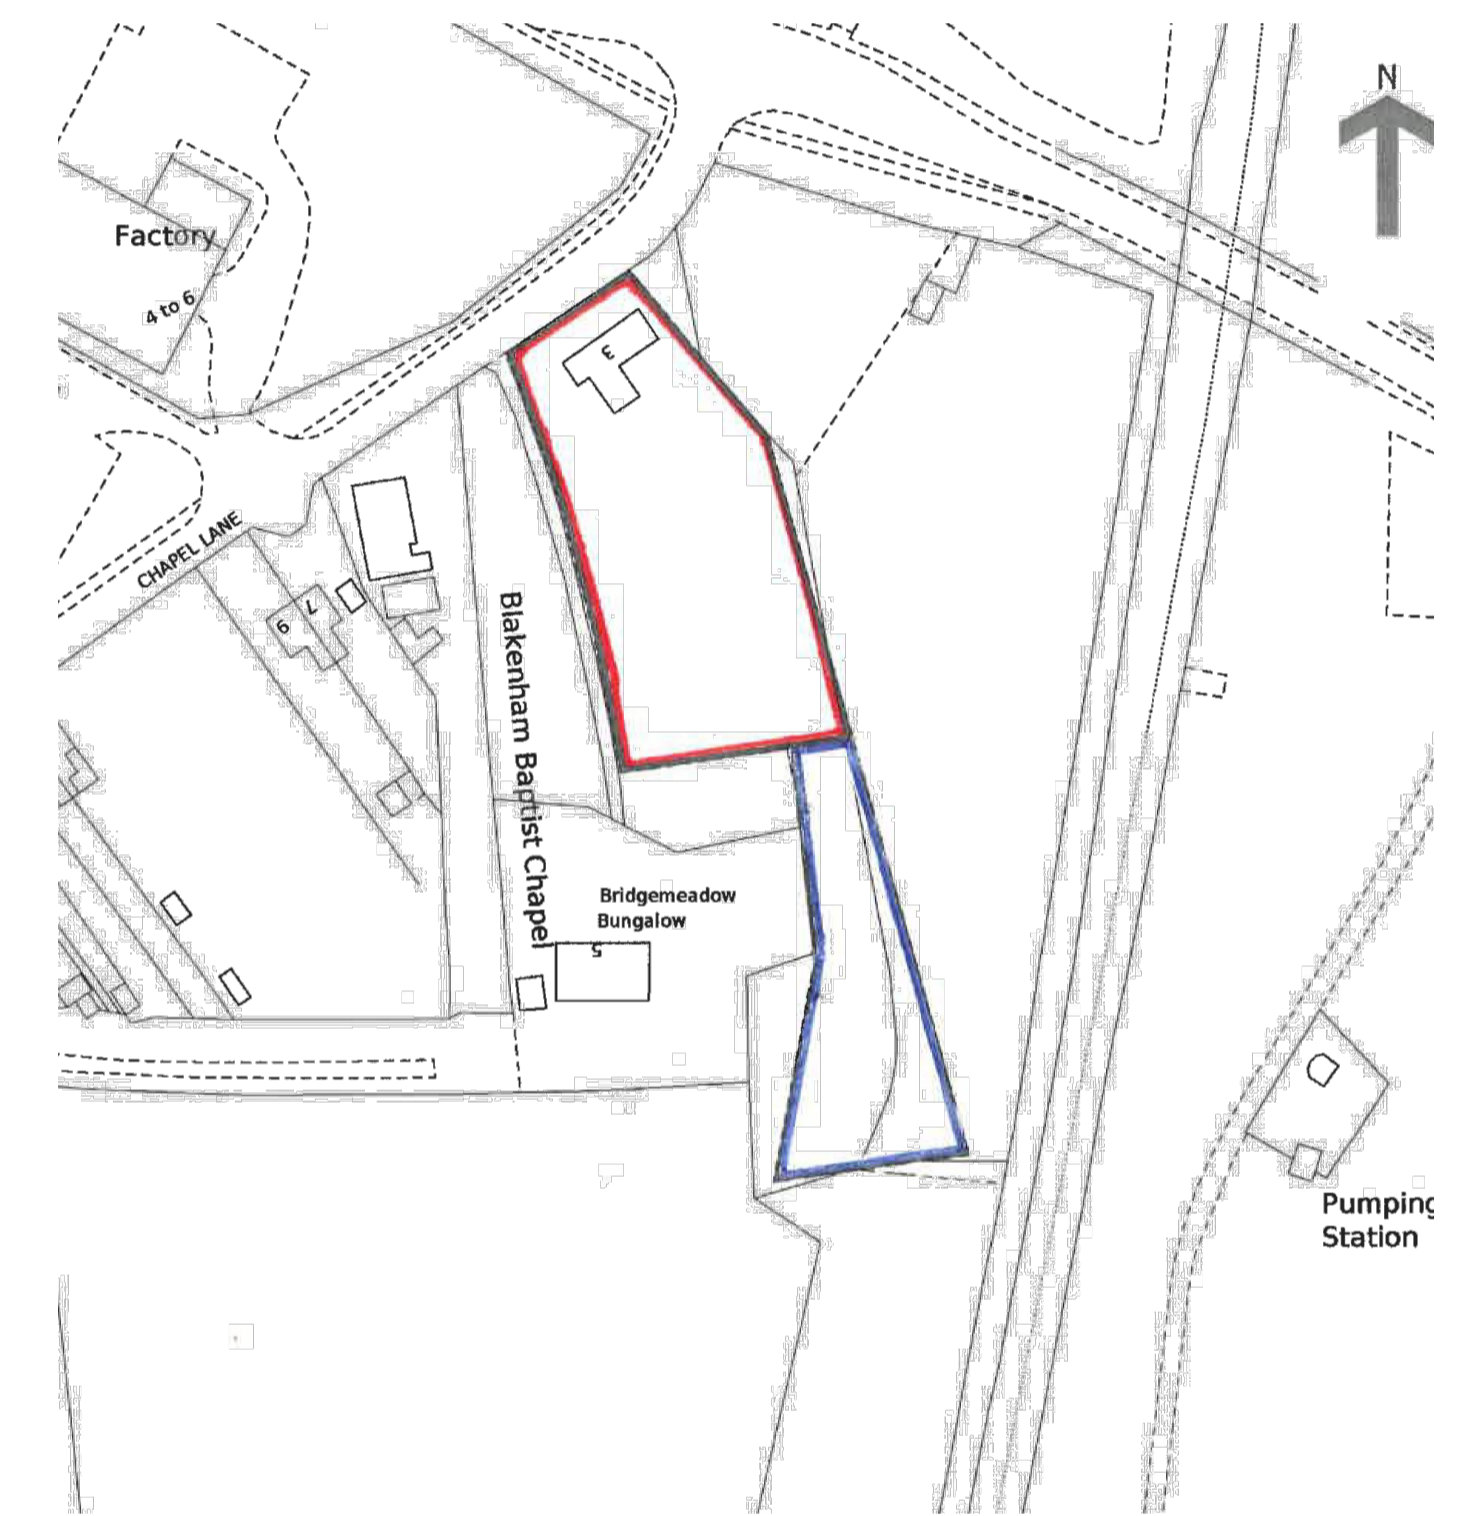 N
Factory
4 to 6
3
CHAPEL LANE
7
6
Blakenham Baptist Chapel
Bridgemeadow
Bungalow
5
Pumping
Station